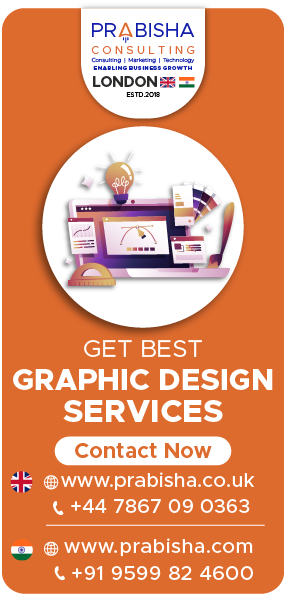 PRABISHA
CONSULTING
Consulting | Marketing | Technology
ENABLING BUSINESS GROWTH
LONDON
ESTD.2018
GET BEST
GRAPHIC DESIGN
SERVICES
Contact Now
www.prabisha.co.uk
+44 7867 09 0363
www.prabisha.com
+91 9599 82 4600